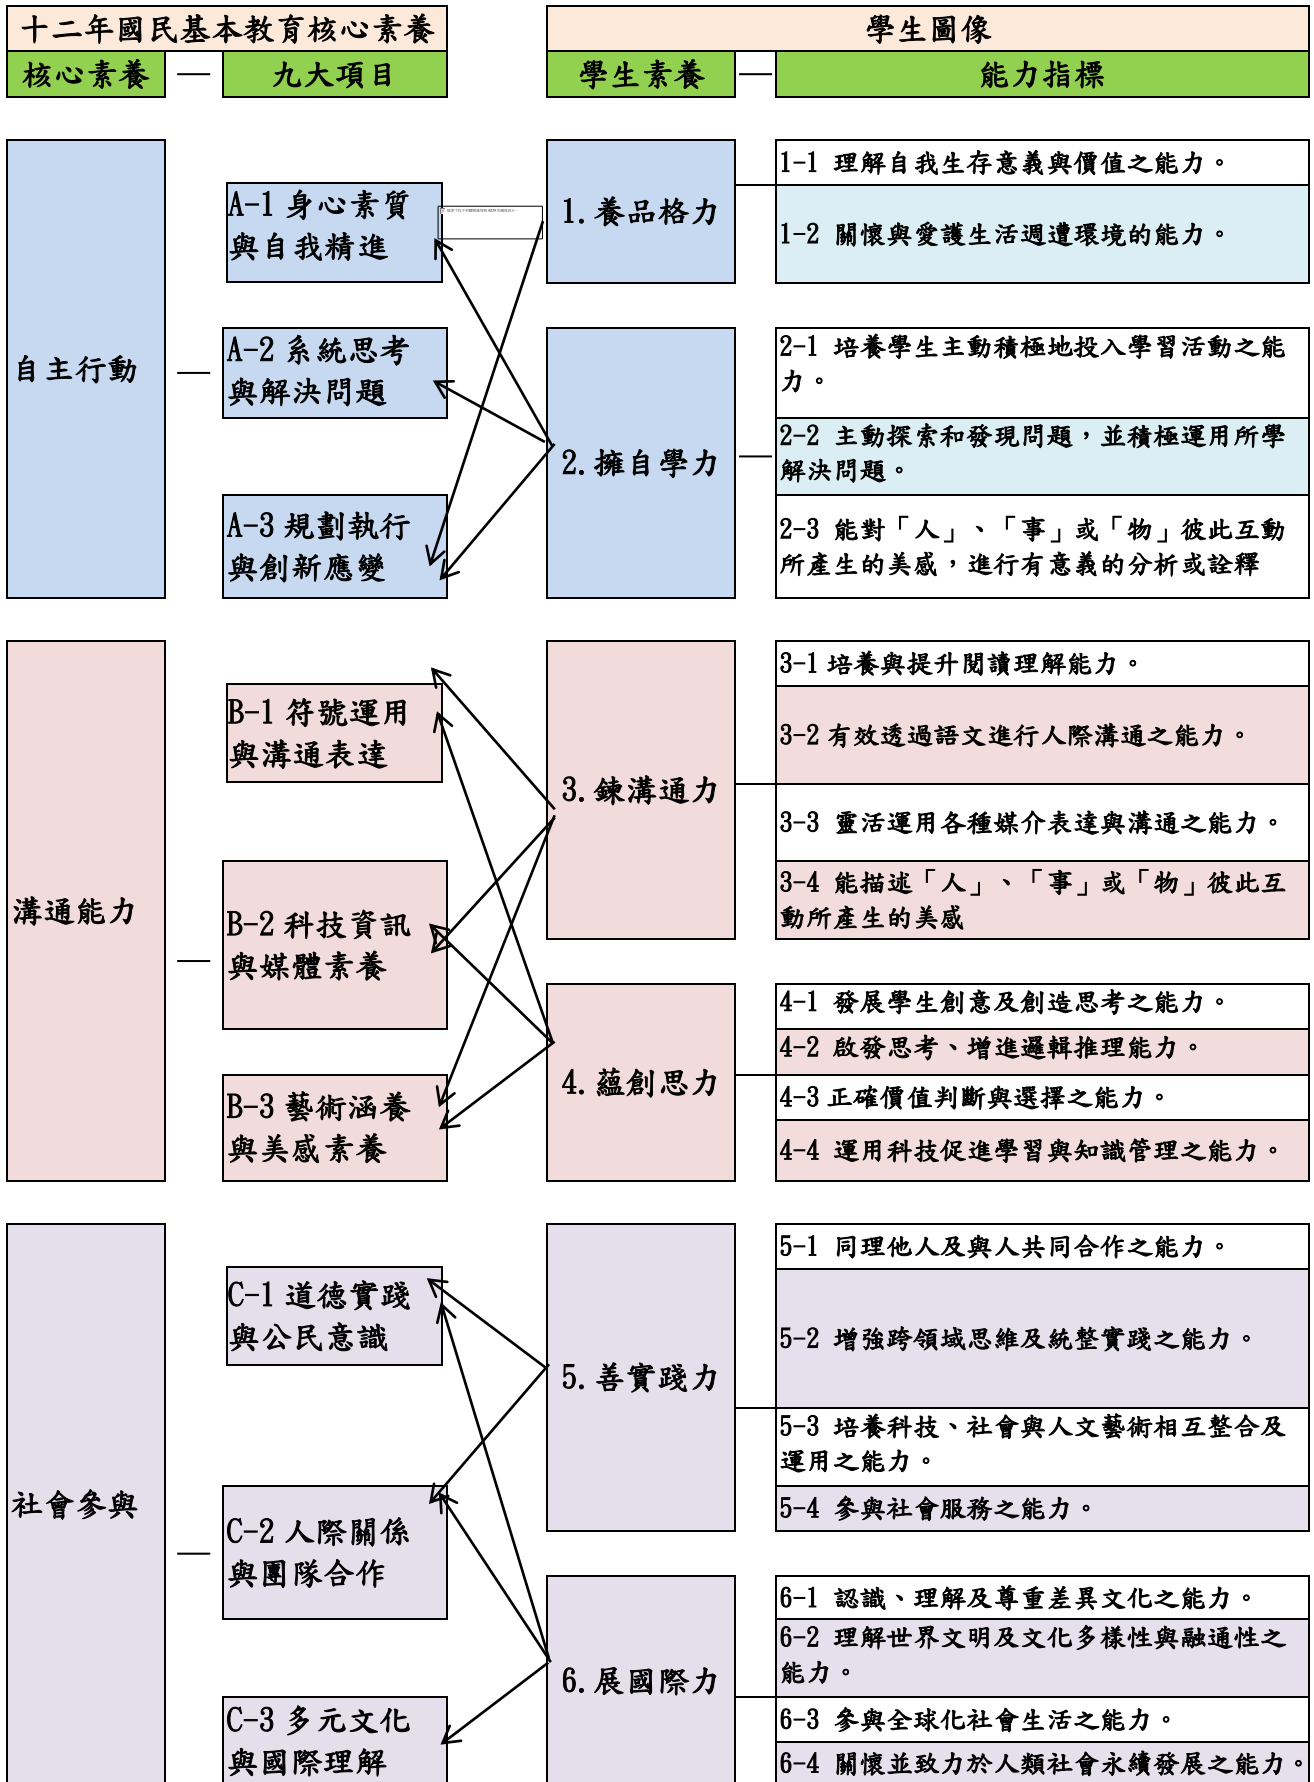 十二年國民基本教育核心素養
學生圖像
核心素養 — 九大項目
學生素養 — 能力指標
自主行動
A-1 身心素質
與自我精進
A-2 系統思考
與解決問題
A-3 規劃執行
與創新應變
1.養品格力
1-1 理解自我生存意義與價值之能力。
1-2 關懷與愛護生活週遭環境的能力。
2.擁自學力
2-1 培養學生主動積極地投入學習活動之能
力。
2-2 主動探索和發現問題，並積極運用所學
解決問題。
2-3 能對「人」、「事」或「物」彼此互動
所產生的美感，進行有意義的分析或詮釋
溝通能力
B-1 符號運用
與溝通表達
B-2 科技資訊
與媒體素養
B-3 藝術涵養
與美感素養
3.鍊溝通力
3-1 培養與提升閱讀理解能力。
3-2 有效透過語文進行人際溝通之能力。
3-3 靈活運用各種媒介表達與溝通之能力。
3-4 能描述「人」、「事」或「物」彼此互
動所產生的美感
4.蘊創思力
4-1 發展學生創意及創造思考之能力。
4-2 啟發思考、增進邏輯推理能力。
4-3 正確價值判斷與選擇之能力。
4-4 運用科技促進學習與知識管理之能力。
社會參與
C-1 道德實踐
與公民意識
C-2 人際關係
與團隊合作
C-3 多元文化
與國際理解
5.善實踐力
5-1 同理他人及與人共同合作之能力。
5-2 增強跨領域思維及統整實踐之能力。
5-3 培養科技、社會與人文藝術相互整合及
運用之能力。
5-4 參與社會服務之能力。
6.展國際力
6-1 認識、理解及尊重差異文化之能力。
6-2 理解世界文明及文化多樣性與融通性之
能力。
6-3 參與全球化社會生活之能力。
6-4 關懷並致力於人類社會永續發展之能力。